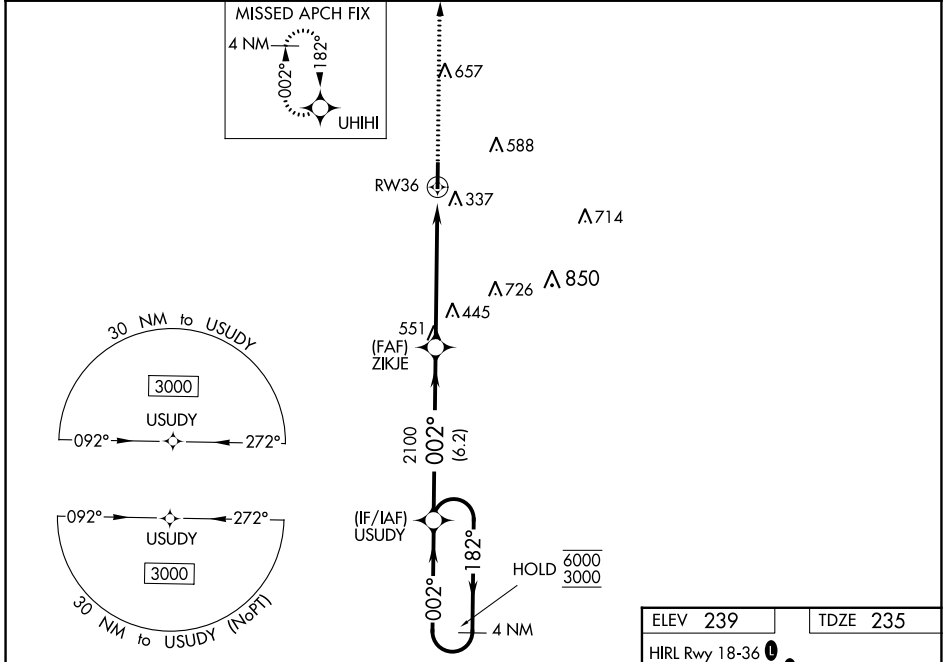 MISSED APCH FIX
4 NM
002°
182°
UHIHI
657
588
RW36
337
714
726
850
445
551
(FAF)
ZIKJE
30 NM to USUDY
3000
USUDY
092°
272°
2100
002°
(6.2)
092°
272°
USUDY
3000
30 NM to USUDY (NoPT)
(IF/IAF)
USUDY
182°
002°
HOLD
6000
3000
4 NM
ELEV 239
TDZE 235
HIRL Rwy 18-36 L